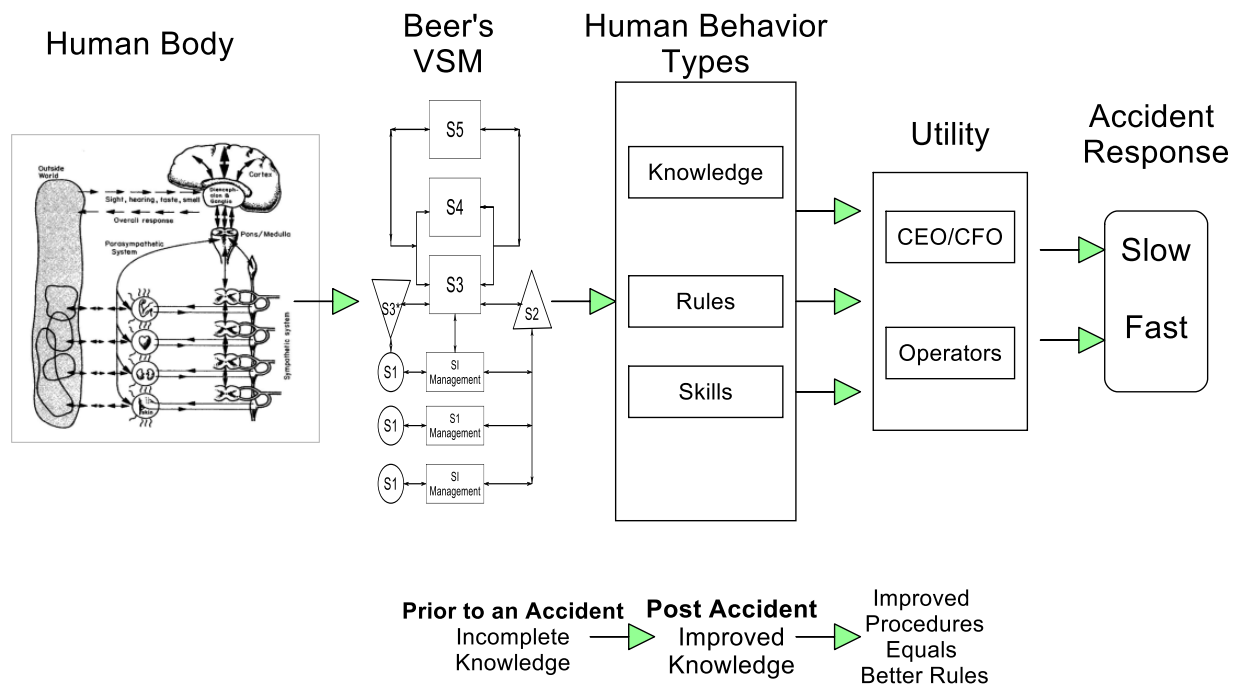 Human Body
Beer's
VSM
Human Behavior
Types
Utility
Accident
Response
Outside
World
Cortex
Dienceph-
alon &
Ganglia
Sight, hearing, taste, smell
Overall response
Pons/Medulla
Parasympathetic
System
Sympathetic system
S5
S4
S3
S3*
S2
S1
SI
Management
S1
S1
Management
S1
SI
Management
Knowledge
Rules
Skills
CEO/CFO
Operators
Slow
Fast
Prior to an Accident
Incomplete
Knowledge
Post Accident
Improved
Knowledge
Improved
Procedures
Equals
Better Rules